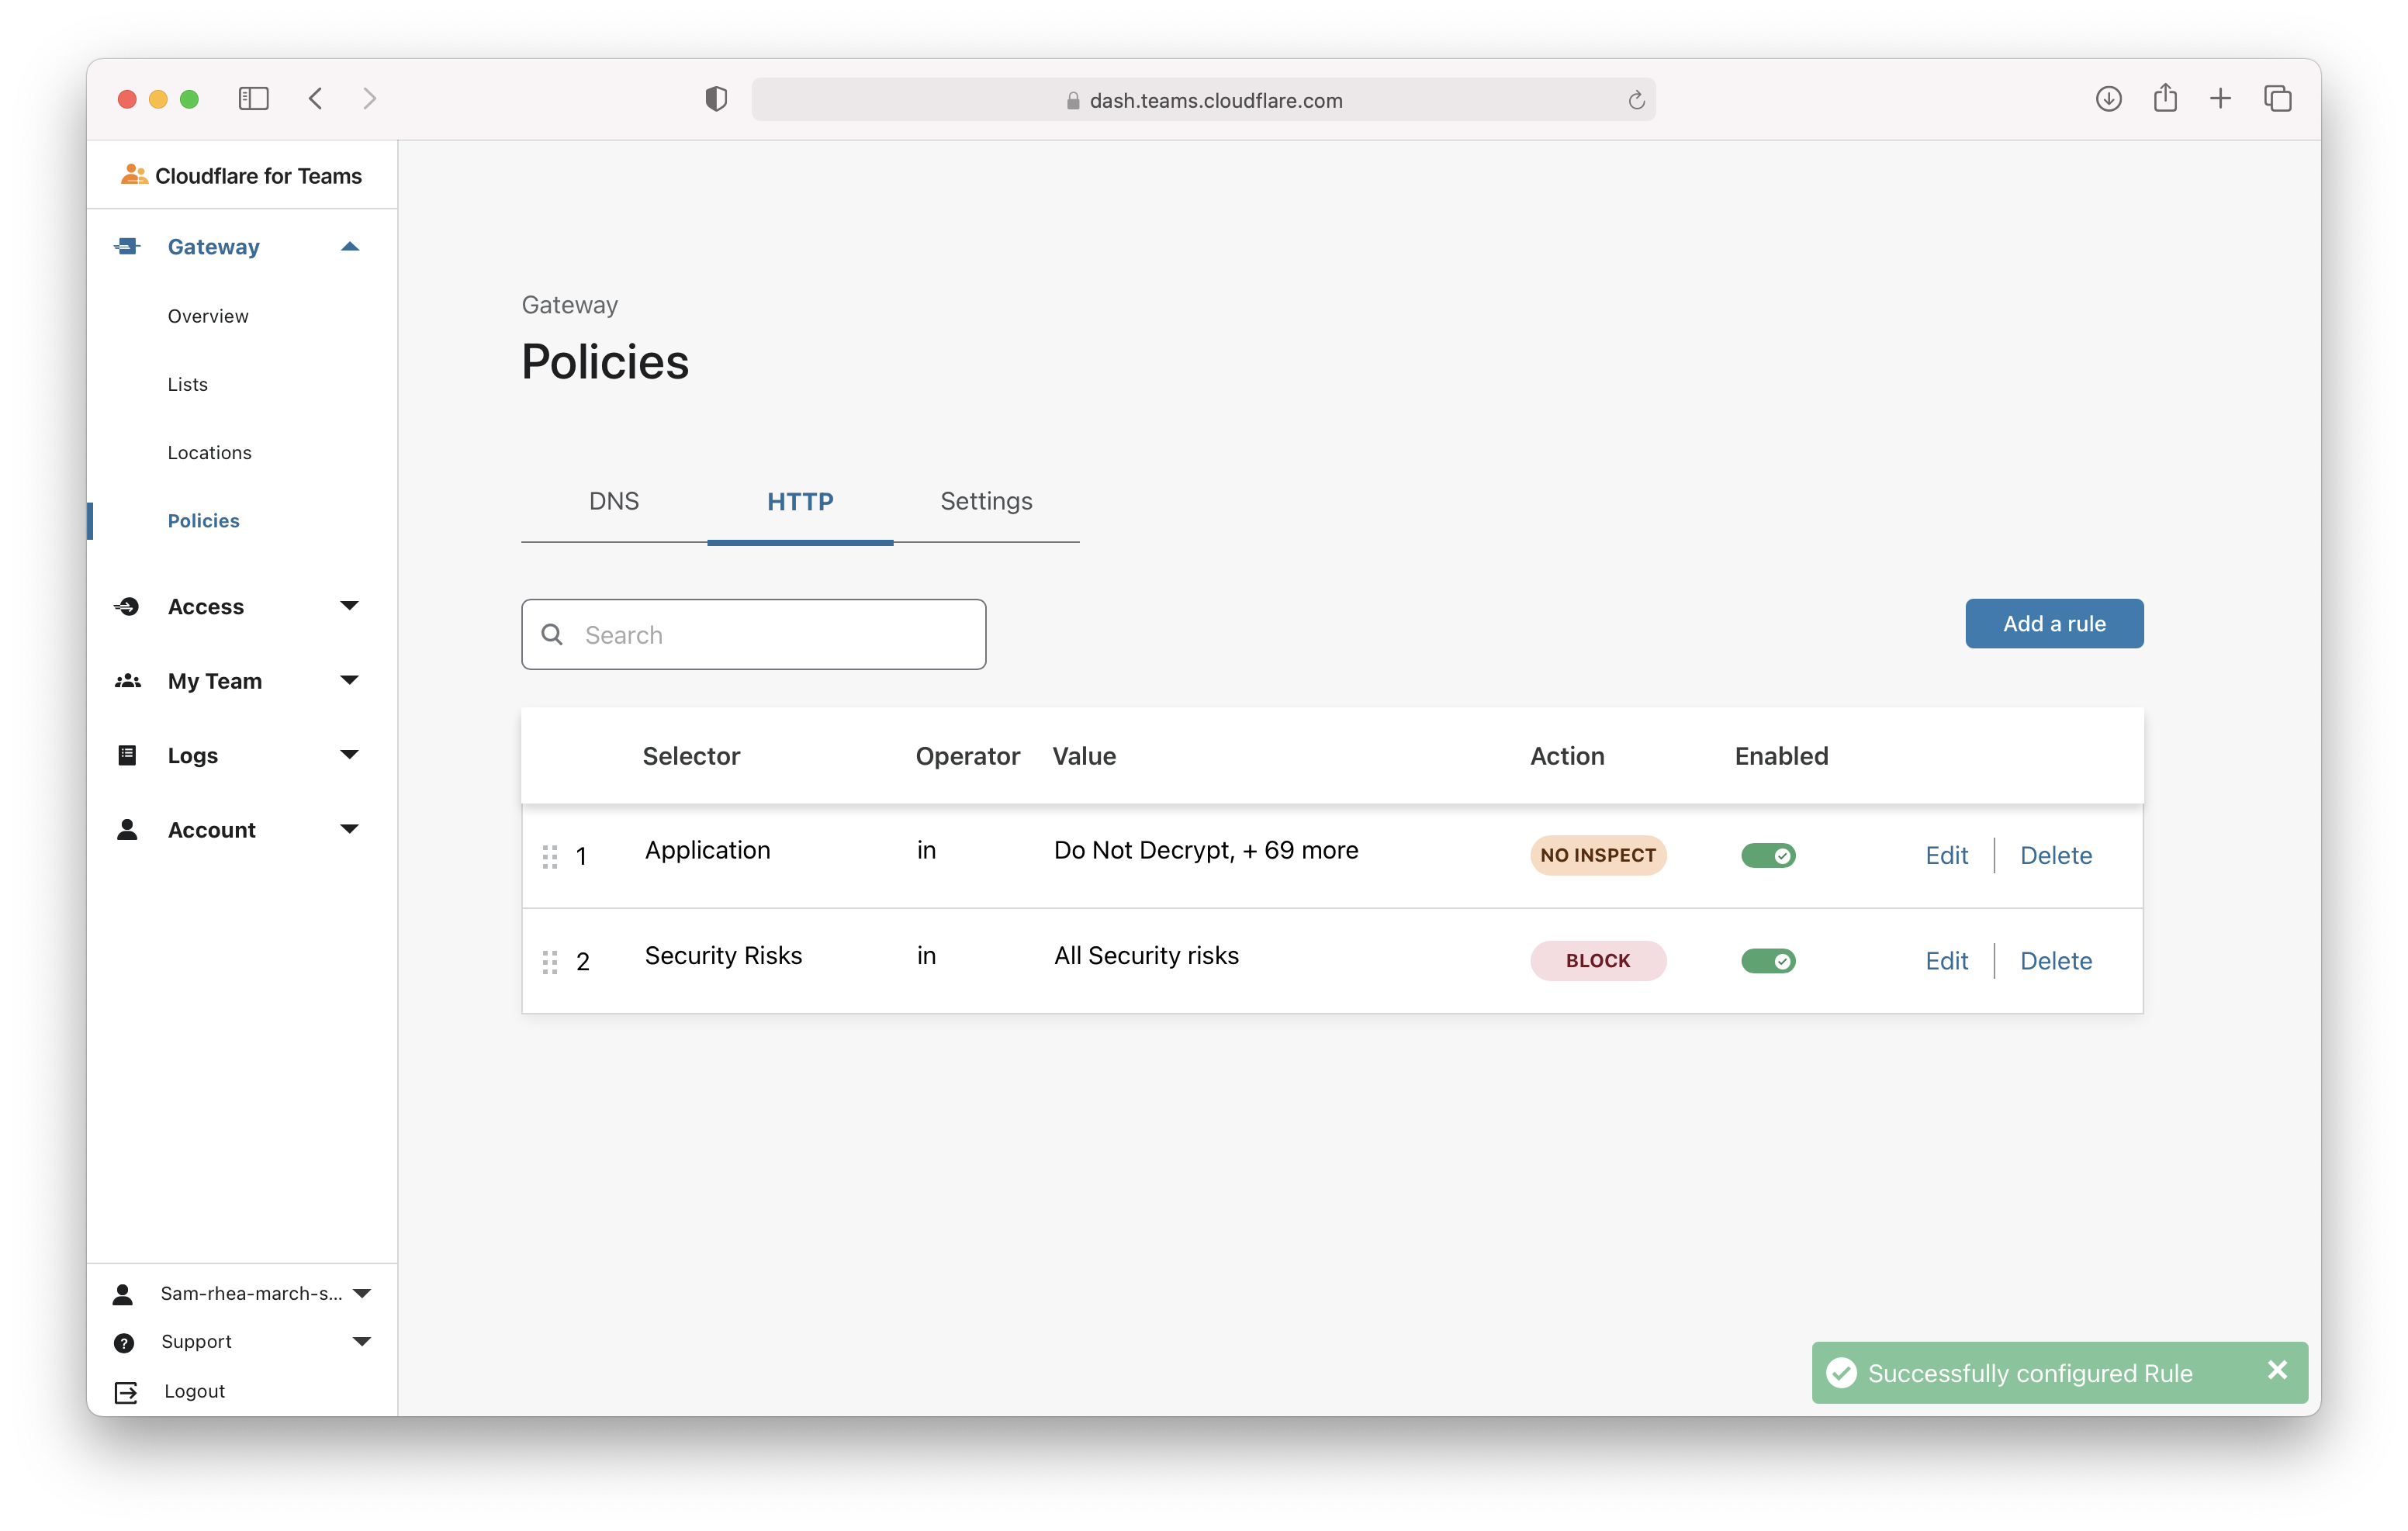 dash.teams.cloudflare.com
Cloudflare for Teams
Gateway
Overview
Lists
Locations
Policies
Access
My Team
Logs
Account
Sam-rhea-march-s...
Support
Logout
Gateway
Policies
DNS HTTP Settings
Search
Add a rule
Selector Operator Value Action Enabled
1 Application in Do Not Decrypt, + 69 more NO INSPECT Edit Delete
2 Security Risks in All Security risks BLOCK Edit Delete
Successfully configured Rule